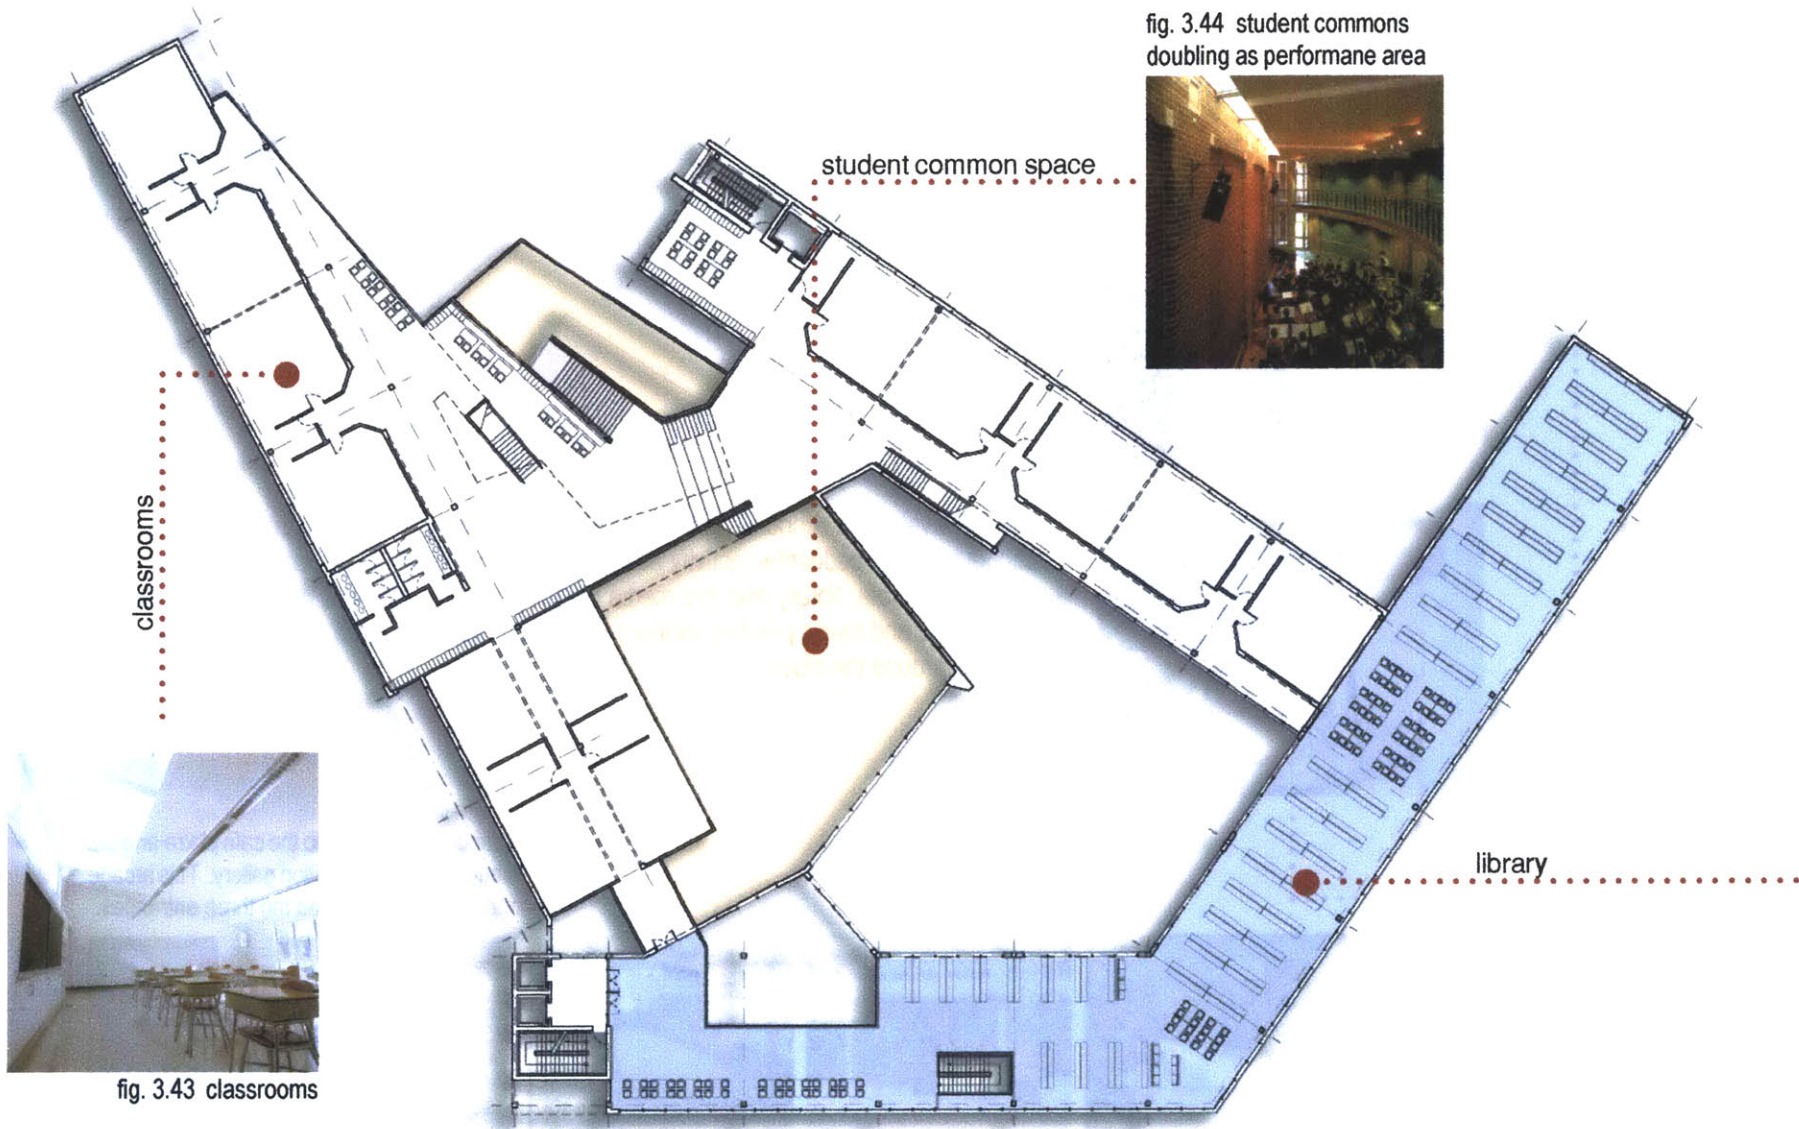 fig. 3.44 student commons
doubling as performane area
student common space
classrooms
library
fig. 3.43 classrooms